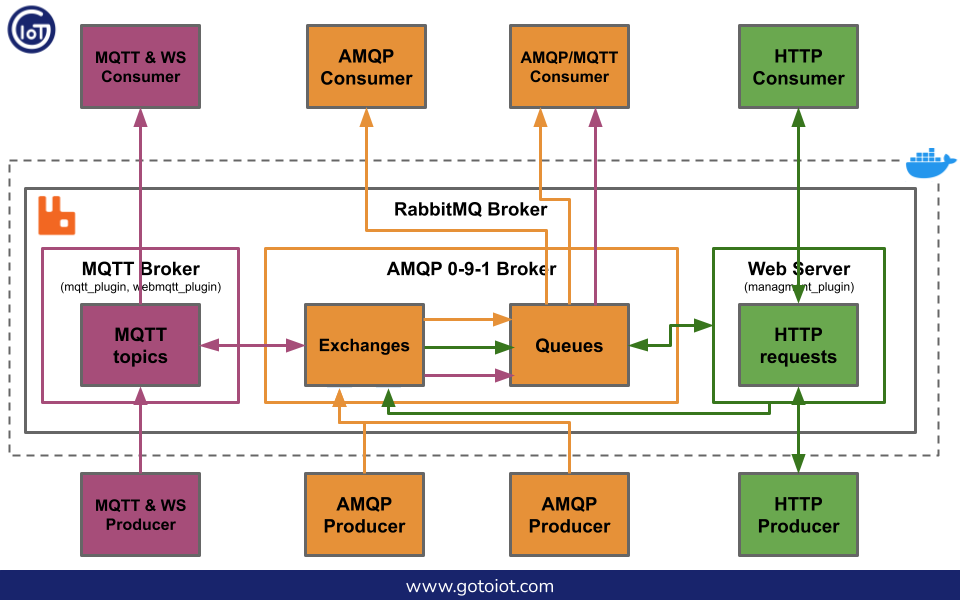 IOT
MQTT & WS
Consumer
AMQP
Consumer
AMQP/MQTT
Consumer
HTTP
Consumer
RabbitMQ Broker
MQTT Broker
(mqtt_plugin, webmqtt_plugin)
AMQP 0-9-1 Broker
Web Server
(managment_plugin)
MQTT
topics
Exchanges
Queues
HTTP
requests
MQTT & WS
Producer
AMQP
Producer
AMQP
Producer
HTTP
Producer
www.gotoiot.com